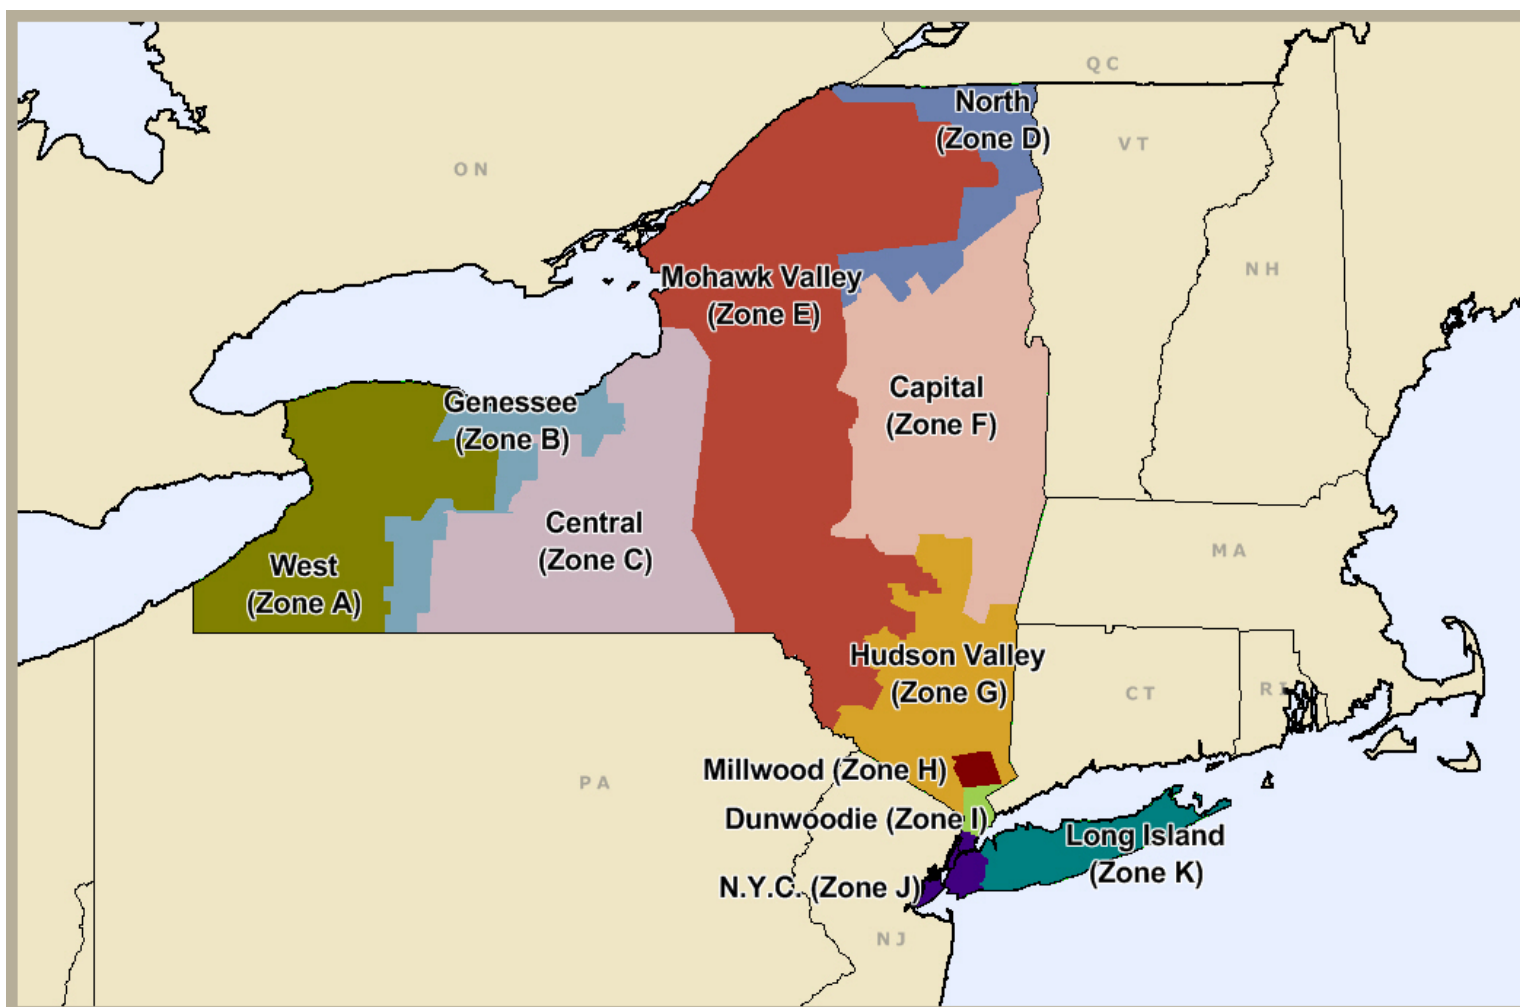 QC
North
(Zone D)
VT
ON
NH
Mohawk Valley
(Zone E)
Capital
(Zone F)
Genessee
(Zone B)
Central
(Zone C)
MA
West
(Zone A)
Hudson Valley
(Zone G)
CT
RI
Millwood (Zone H)
PA
Dunwoodie (Zone I)
Long Island
(Zone K)
N.Y.C. (Zone J)
NJ